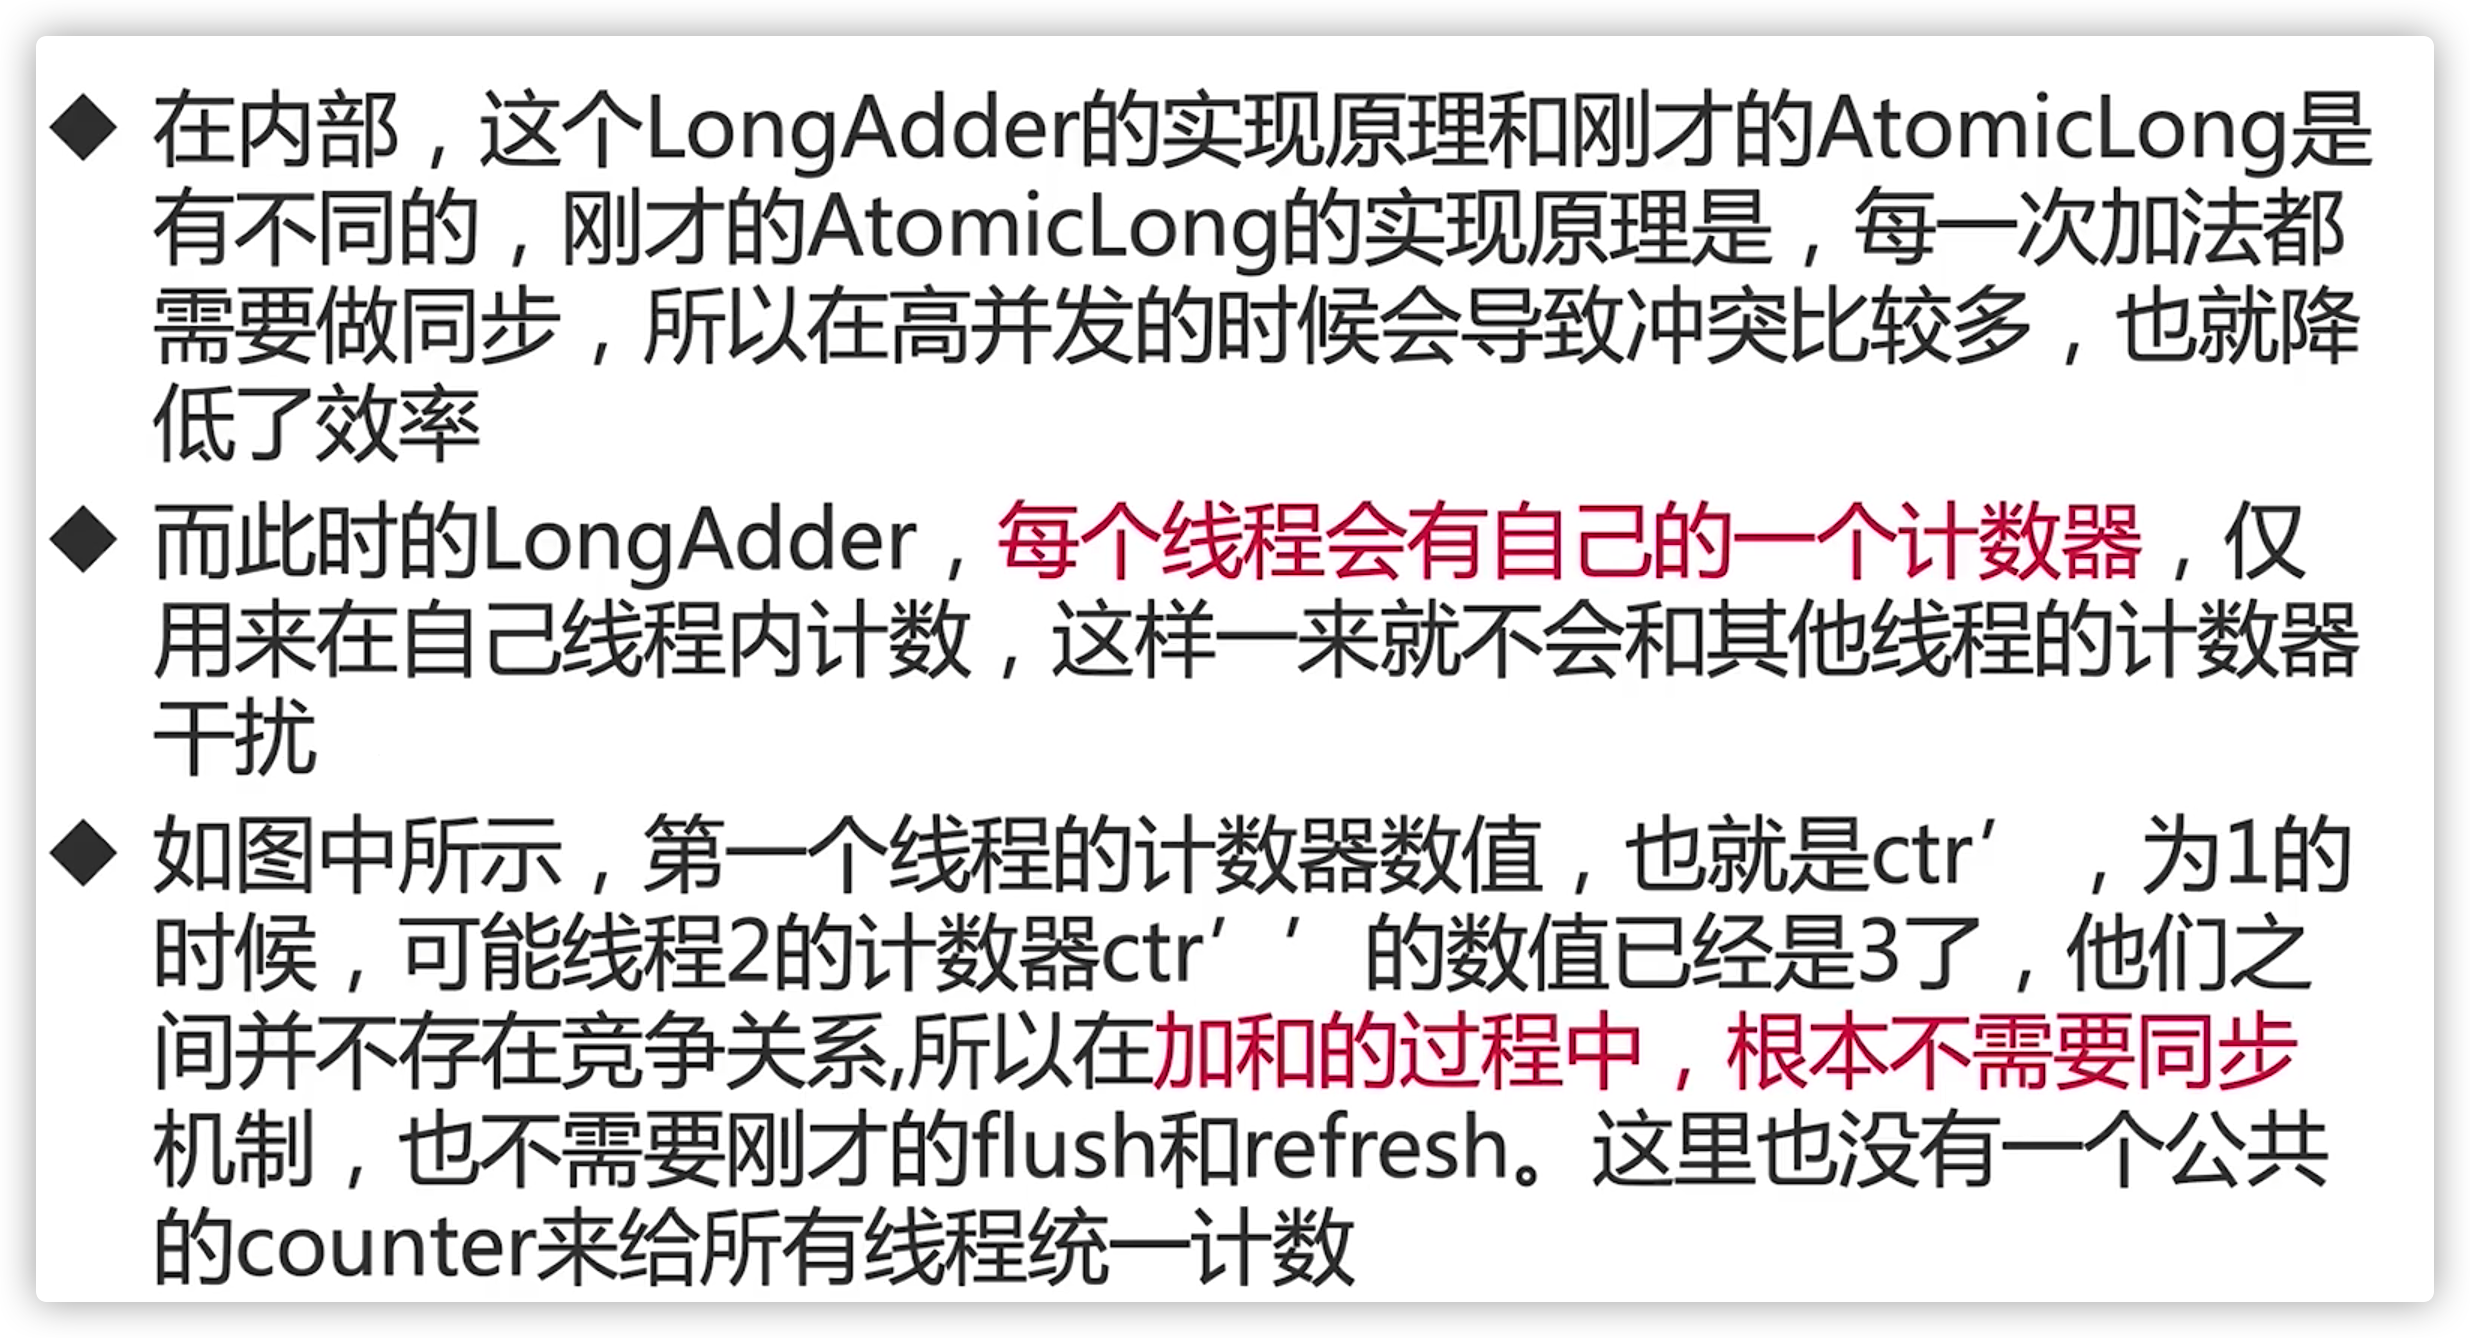 ◆ 在内部，这个LongAdder的实现原理和刚才的AtomicLong是
有不同的，刚才的AtomicLong的实现原理是，每一次加法都
需要做同步，所以在高并发的时候会导致冲突比较多，也就降
低了效率
◆ 而此时的LongAdder，每个线程会有自己的一个计数器，仅
用来在自己线程内计数，这样一来就不会和其他线程的计数器
干扰
◆ 如图中所示，第一个线程的计数器数值，也就是ctr’，为1的
时候，可能线程2的计数器ctr’’的数值已经是3了，他们之
间并不存在竞争关系,所以在加和的过程中，根本不需要同步
机制，也不需要刚才的flush和refresh。这里也没有一个公共
的counter来给所有线程统一计数